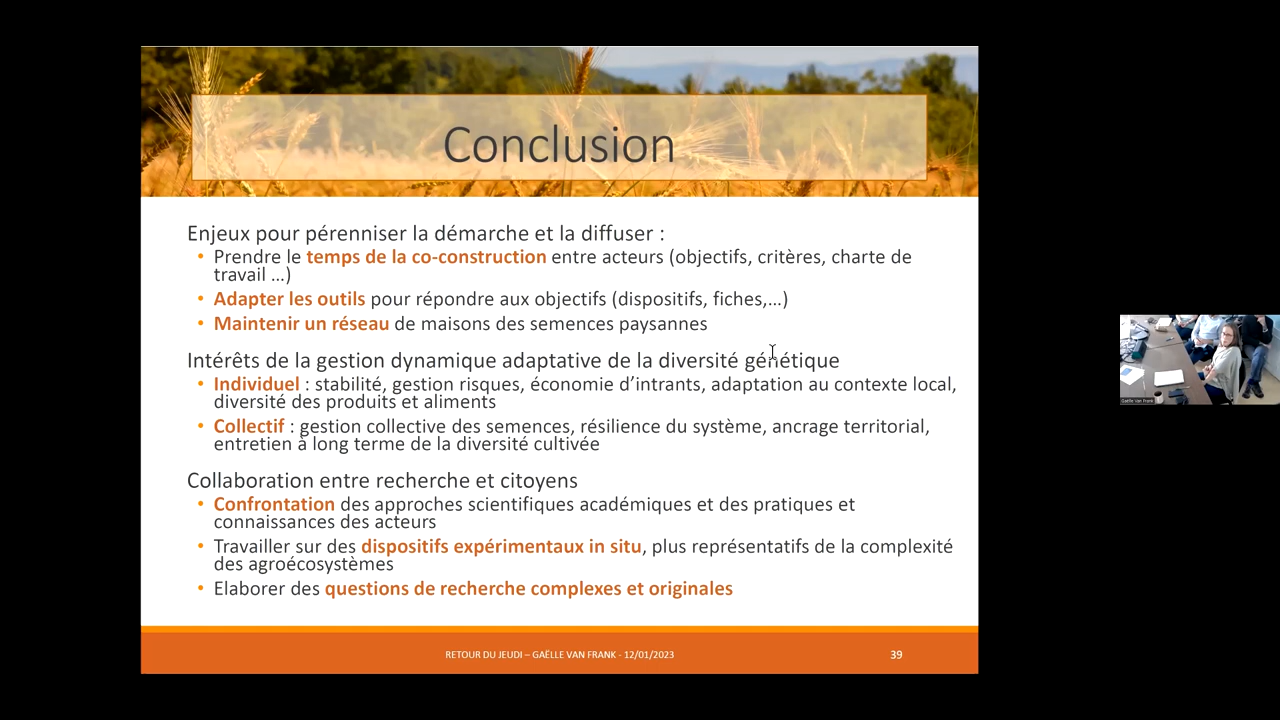 Conclusion
Enjeux pour pérenniser la démarche et la diffuser :
• Prendre le temps de la co-construction entre acteurs (objectifs, critères, charte de
travail ...)
• Adapter les outils pour répondre aux objectifs (dispositifs, fiches,...)
• Maintenir un réseau de maisons des semences paysannes
Intérêts de la gestion dynamique adaptative de la diversité génétique
• Individuel : stabilité, gestion risques, économie d'intrants, adaptation au contexte local,
diversité des produits et aliments
• Collectif : gestion collective des semences, résilience du système, ancrage territorial,
entretien à long terme de la diversité cultivée
Collaboration entre recherche et citoyens
• Confrontation des approches scientifiques académiques et des pratiques et
connaissances des acteurs
• Travailler sur des dispositifs expérimentaux in situ, plus représentatifs de la complexité
des agroécosystèmes
• Elaborer des questions de recherche complexes et originales
RETOUR DU JEUDI – GAËLLE VAN FRANK - 12/01/2023
39
Gaëlle Van Frank